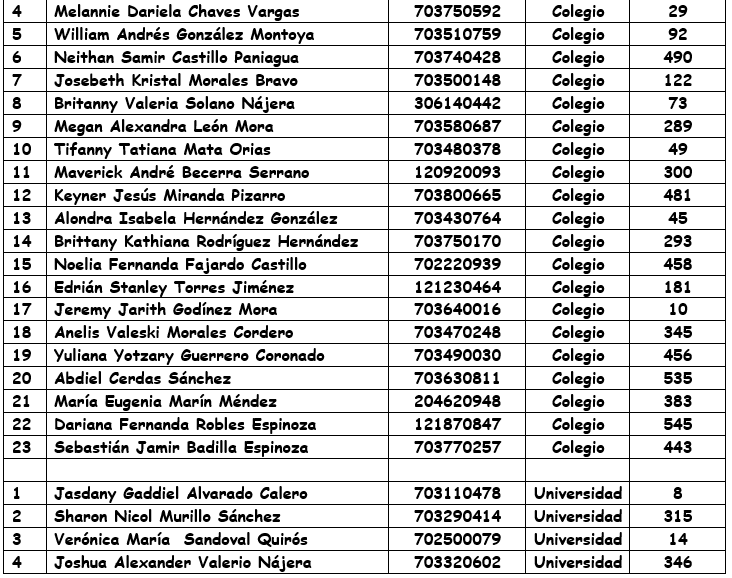 4 Melannie Dariela Chaves Vargas 703750592 Colegio 29
5 William Andrés González Montoya 703510759 Colegio 92
6 Neithan Samir Castillo Paniagua 703740428 Colegio 490
7 Josebeth Kristal Morales Bravo 703500148 Colegio 122
8 Britanny Valeria Solano Nájera 306140442 Colegio 73
9 Megan Alexandra León Mora 703580687 Colegio 289
10 Tifanny Tatiana Mata Orias 703480378 Colegio 49
11 Maverick André Becerra Serrano 120920093 Colegio 300
12 Keyner Jesús Miranda Pizarro 703800665 Colegio 481
13 Alondra Isabela Hernández González 703430764 Colegio 45
14 Brittany Kathiana Rodríguez Hernández 703750170 Colegio 293
15 Noelia Fernanda Fajardo Castillo 702220939 Colegio 458
16 Edrián Stanley Torres Jiménez 121230464 Colegio 181
17 Jeremy Jarith Godínez Mora 703640016 Colegio 10
18 Anelis Valeski Morales Cordero 703470248 Colegio 345
19 Yuliana Yotzary Guerrero Coronado 703490030 Colegio 456
20 Abdiel Cerdas Sánchez 703630811 Colegio 535
21 María Eugenia Marín Méndez 204620948 Colegio 383
22 Dariana Fernanda Robles Espinoza 121870847 Colegio 545
23 Sebastián Jamir Badilla Espinoza 703770257 Colegio 443
1 Jasdany Gaddiel Alvarado Calero 703110478 Universidad 8
2 Sharon Nicol Murillo Sánchez 703290414 Universidad 315
3 Verónica María Sandoval Quirós 702500079 Universidad 14
4 Joshua Alexander Valerio Nájera 703320602 Universidad 346